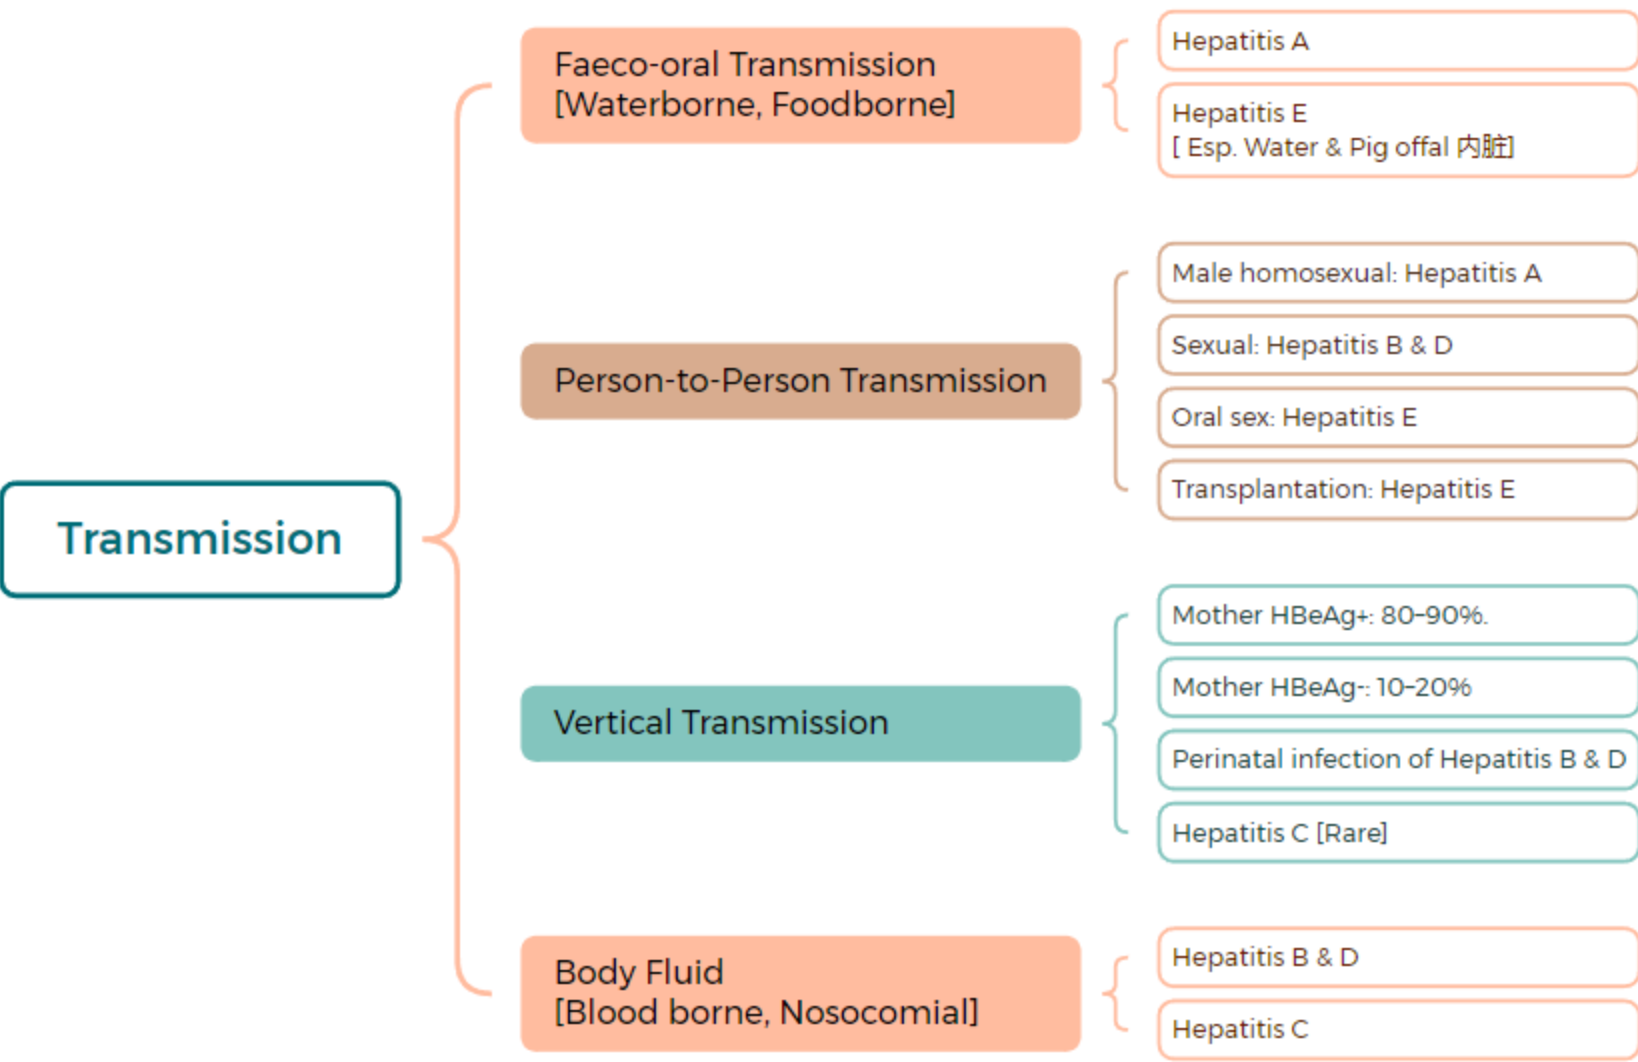 Transmission
Faeco-oral Transmission
[Waterborne, Foodborne]
Hepatitis A
Hepatitis E
[ Esp. Water & Pig offal 内脏]
Person-to-Person Transmission
Male homosexual: Hepatitis A
Sexual: Hepatitis B & D
Oral sex: Hepatitis E
Transplantation: Hepatitis E
Vertical Transmission
Mother HBeAg+: 80-90%.
Mother HBeAg-: 10-20%
Perinatal infection of Hepatitis B & D
Hepatitis C [Rare]
Body Fluid
[Blood borne, Nosocomial]
Hepatitis B & D
Hepatitis C